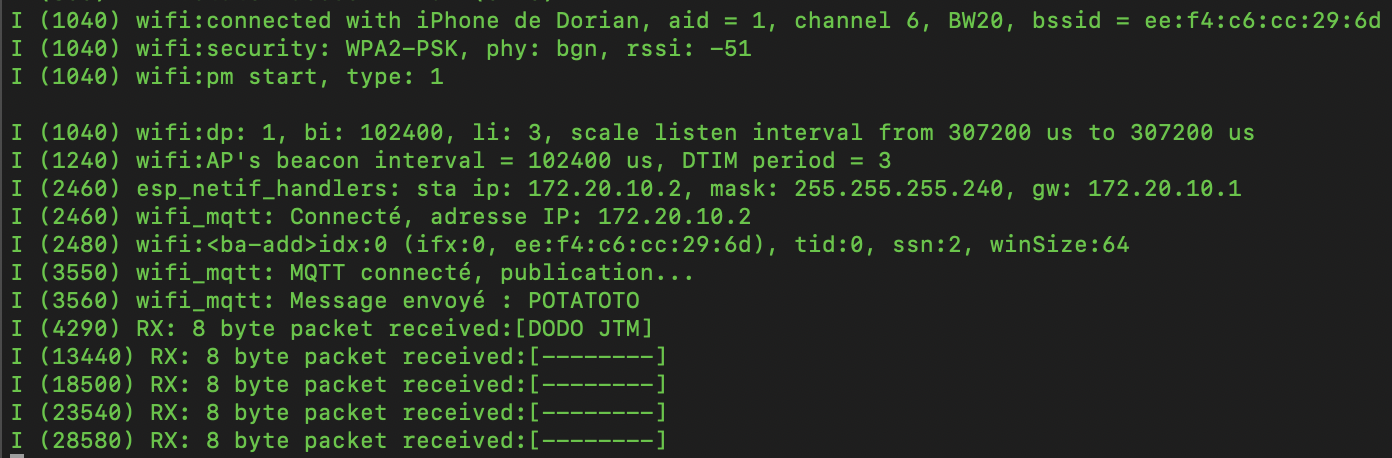 I (1040) wifi:connected with iPhone de Dorian, aid = 1, channel 6, BW20, bssid = ee:f4:c6:cc:29:6d
I (1040) wifi:security: WPA2-PSK, phy: bgn, rssi: -51
I (1040) wifi:pm start, type: 1
I (1040) wifi:dp: 1, bi: 102400, li: 3, scale listen interval from 307200 us to 307200 us
I (1240) wifi:AP's beacon interval = 102400 us, DTIM period = 3
I (2460) esp_netif_handlers: sta ip: 172.20.10.2, mask: 255.255.255.240, gw: 172.20.10.1
I (2460) wifi_mqtt: Connecté, adresse IP: 172.20.10.2
I (2480) wifi:<ba-add>idx:0 (ifx:0, ee:f4:c6:cc:29:6d), tid:0, ssn:2, winSize:64
I (3550) wifi_mqtt: MQTT connecté, publication...
I (3560) wifi_mqtt: Message envoyé : POTATOTO
I (4290) RX: 8 byte packet received:[DODO JTM]
I (13440) RX: 8 byte packet received:[--------]
I (18500) RX: 8 byte packet received:[--------]
I (23540) RX: 8 byte packet received:[--------]
I (28580) RX: 8 byte packet received:[--------]